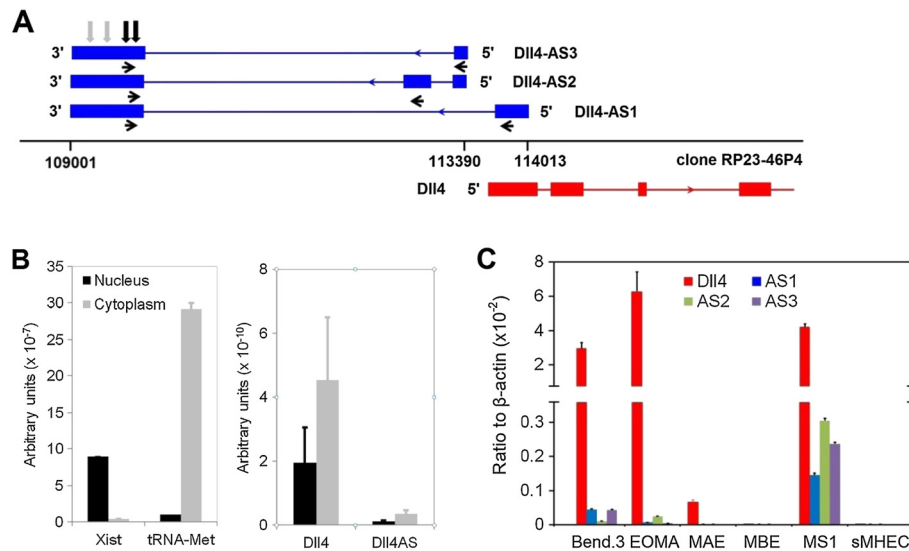 A
3' 5' Dll4-AS3
3' 5' Dll4-AS2
3' 5' Dll4-AS1
109001 113390 114013 clone RP23-46P4
Dll4 5'
B
Arbitrary units (x 10-7)
35
30
25
20
15
10
5
0
Nucleus
Cytoplasm
Xist tRNA-Met
Arbitrary units (x 10-10)
8
6
4
2
0
Dll4 Dll4AS
C
Ratio to β-actin (x10-2)
8
6
4
2
0.3
0.2
0.1
0
Dll4 AS1
AS2 AS3
Bend.3 EOMA MAE MBE MS1 sMHEC